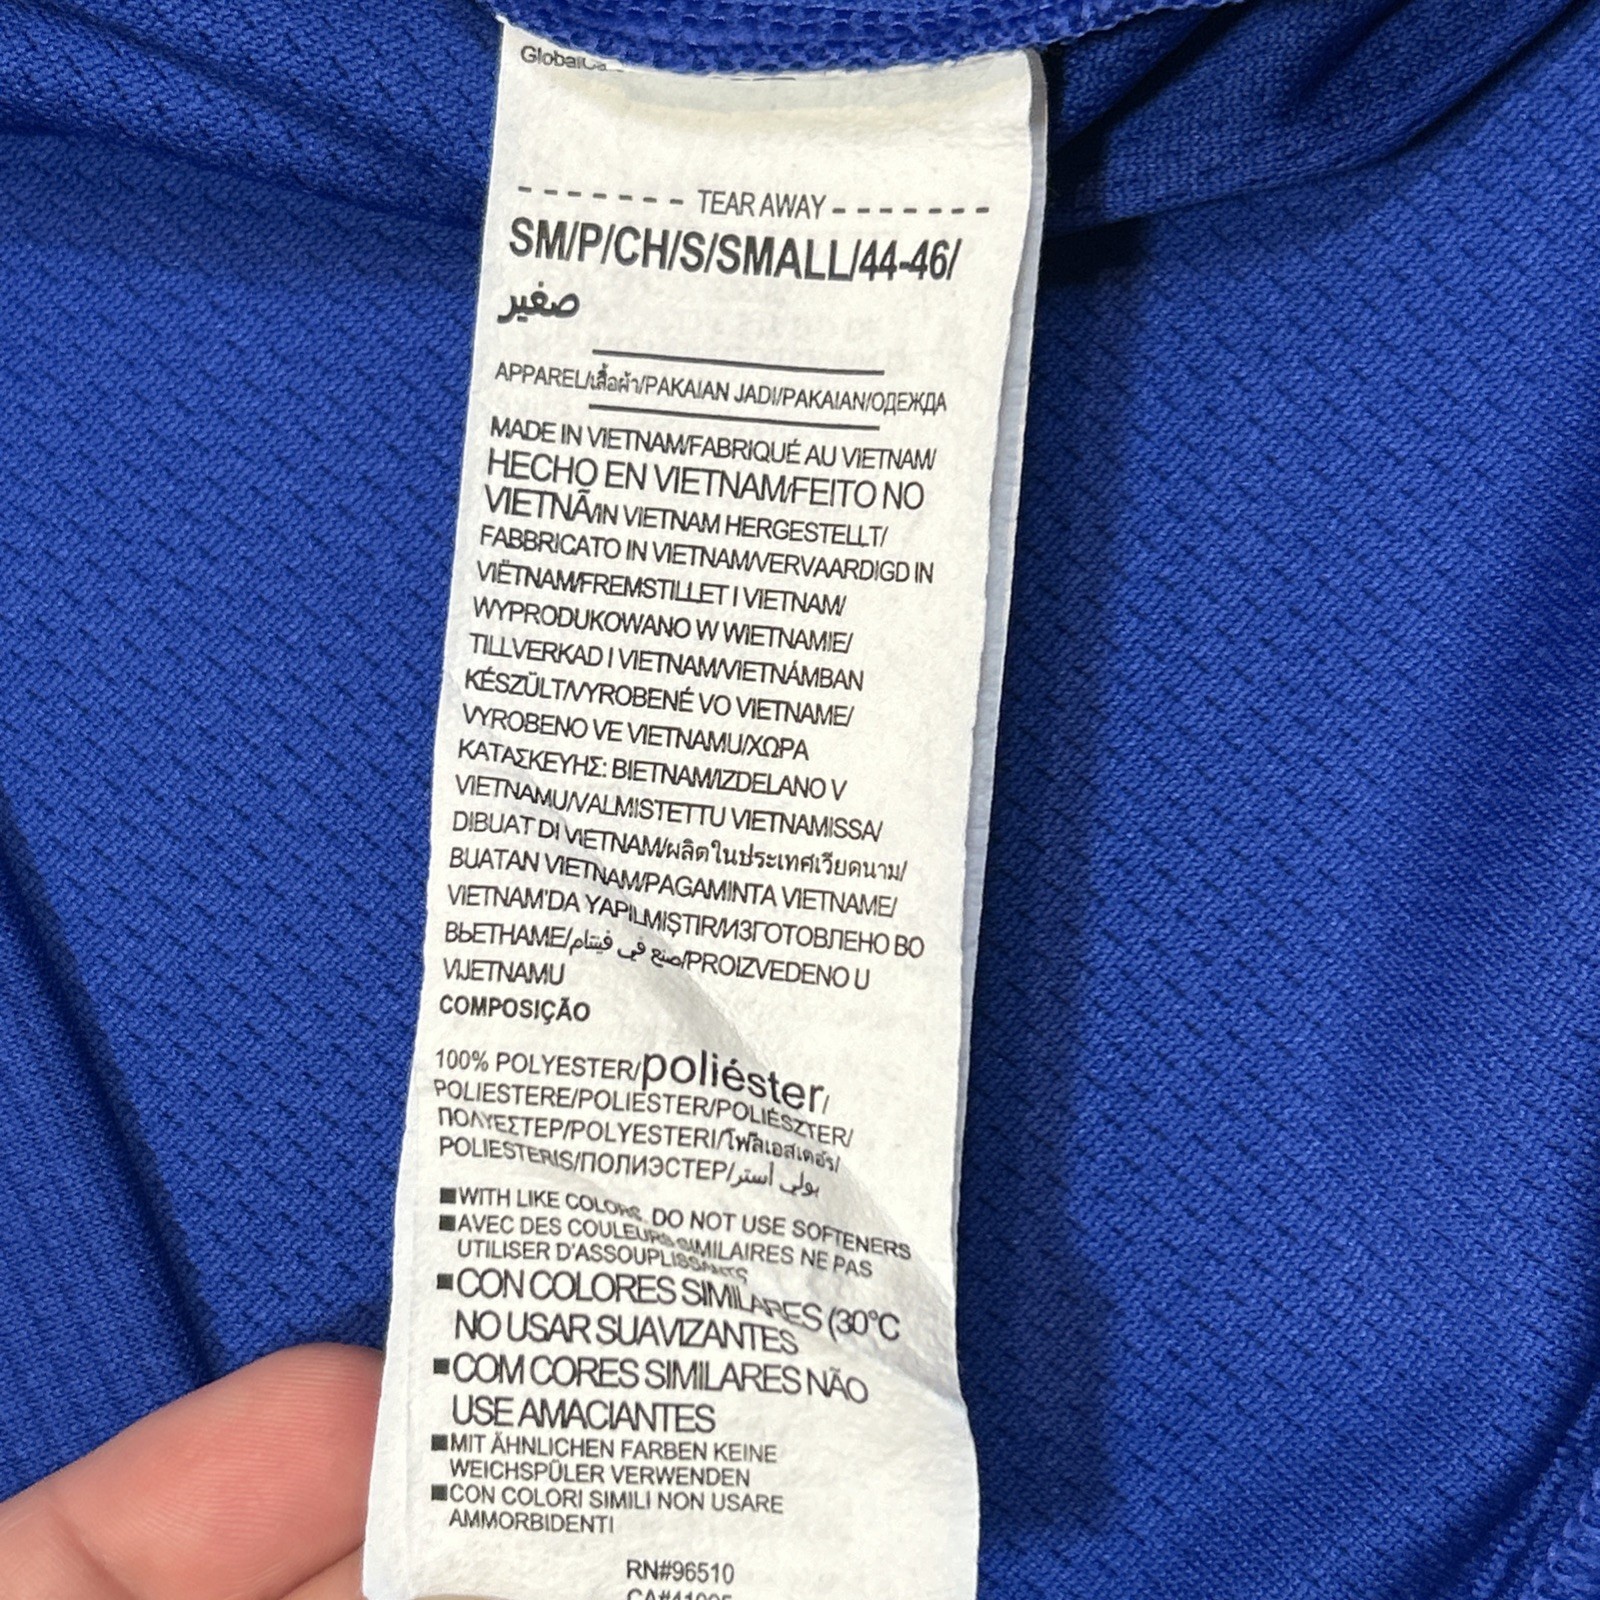 ------- TEAR AWAY -------
SM/P/CH/S/SMALL/44-46/
صغير
APPAREL/เสื้อผ้า/PAKAIAN JADI/PAKAIAN/ОДЕЖДА
MADE IN VIETNAM/FABRIQUÉ AU VIETNAM/
HECHO EN VIETNAM/FEITO NO
VIETNÃ/IN VIETNAM HERGESTELLT/
FABBRICATO IN VIETNAM/VERVAARDIGD IN
VIËTNAM/FREMSTILLET I VIETNAM/
WYPRODUKOWANO W WIETNAMIE/
TILLVERKAD I VIETNAM/VIETNÁMBAN
KÉSZÜLT/VYROBENÉ VO VIETNAME/
VYROBENO VE VIETNAMU/ΧΩΡΑ
ΚΑΤΑΣΚΕΥΗΣ: ΒΙΕΤΝΑΜ/IZDELANO V
VIETNAMU/VALMISTETTU VIETNAMISSA/
DIBUAT DI VIETNAM/ผลิตในประเทศเวียดนาม/
BUATAN VIETNAM/PAGAMINTA VIETNAME/
VIETNAM'DA YAPILMIŞTIR/ИЗГОТОВЛЕНО ВО
ВЬЕТНАМЕ/صنع في فيتنام/PROIZVEDENO U
VIJETNAMU
COMPOSIÇÃO
100% POLYESTER/poliéster/
POLIESTERE/POLIESTER/POLIÉSZTER/
ΠΟΛΥΕΣΤΕΡ/POLYESTERI/โพลีเอสเตอร์/
POLIESTERIS/ПОЛИЭСТЕР/بولي أستر
■WITH LIKE COLORS. DO NOT USE SOFTENERS
■AVEC DES COULEURS SIMILAIRES NE PAS
UTILISER D'ASSOUPLISSANTS
■CON COLORES SIMILARES (30°C
NO USAR SUAVIZANTES
■COM CORES SIMILARES NÃO
USE AMACIANTES
■MIT ÄHNLICHEN FARBEN KEINE
WEICHSPÜLER VERWENDEN
■CON COLORI SIMILI NON USARE
AMMORBIDENTI
RN#96510